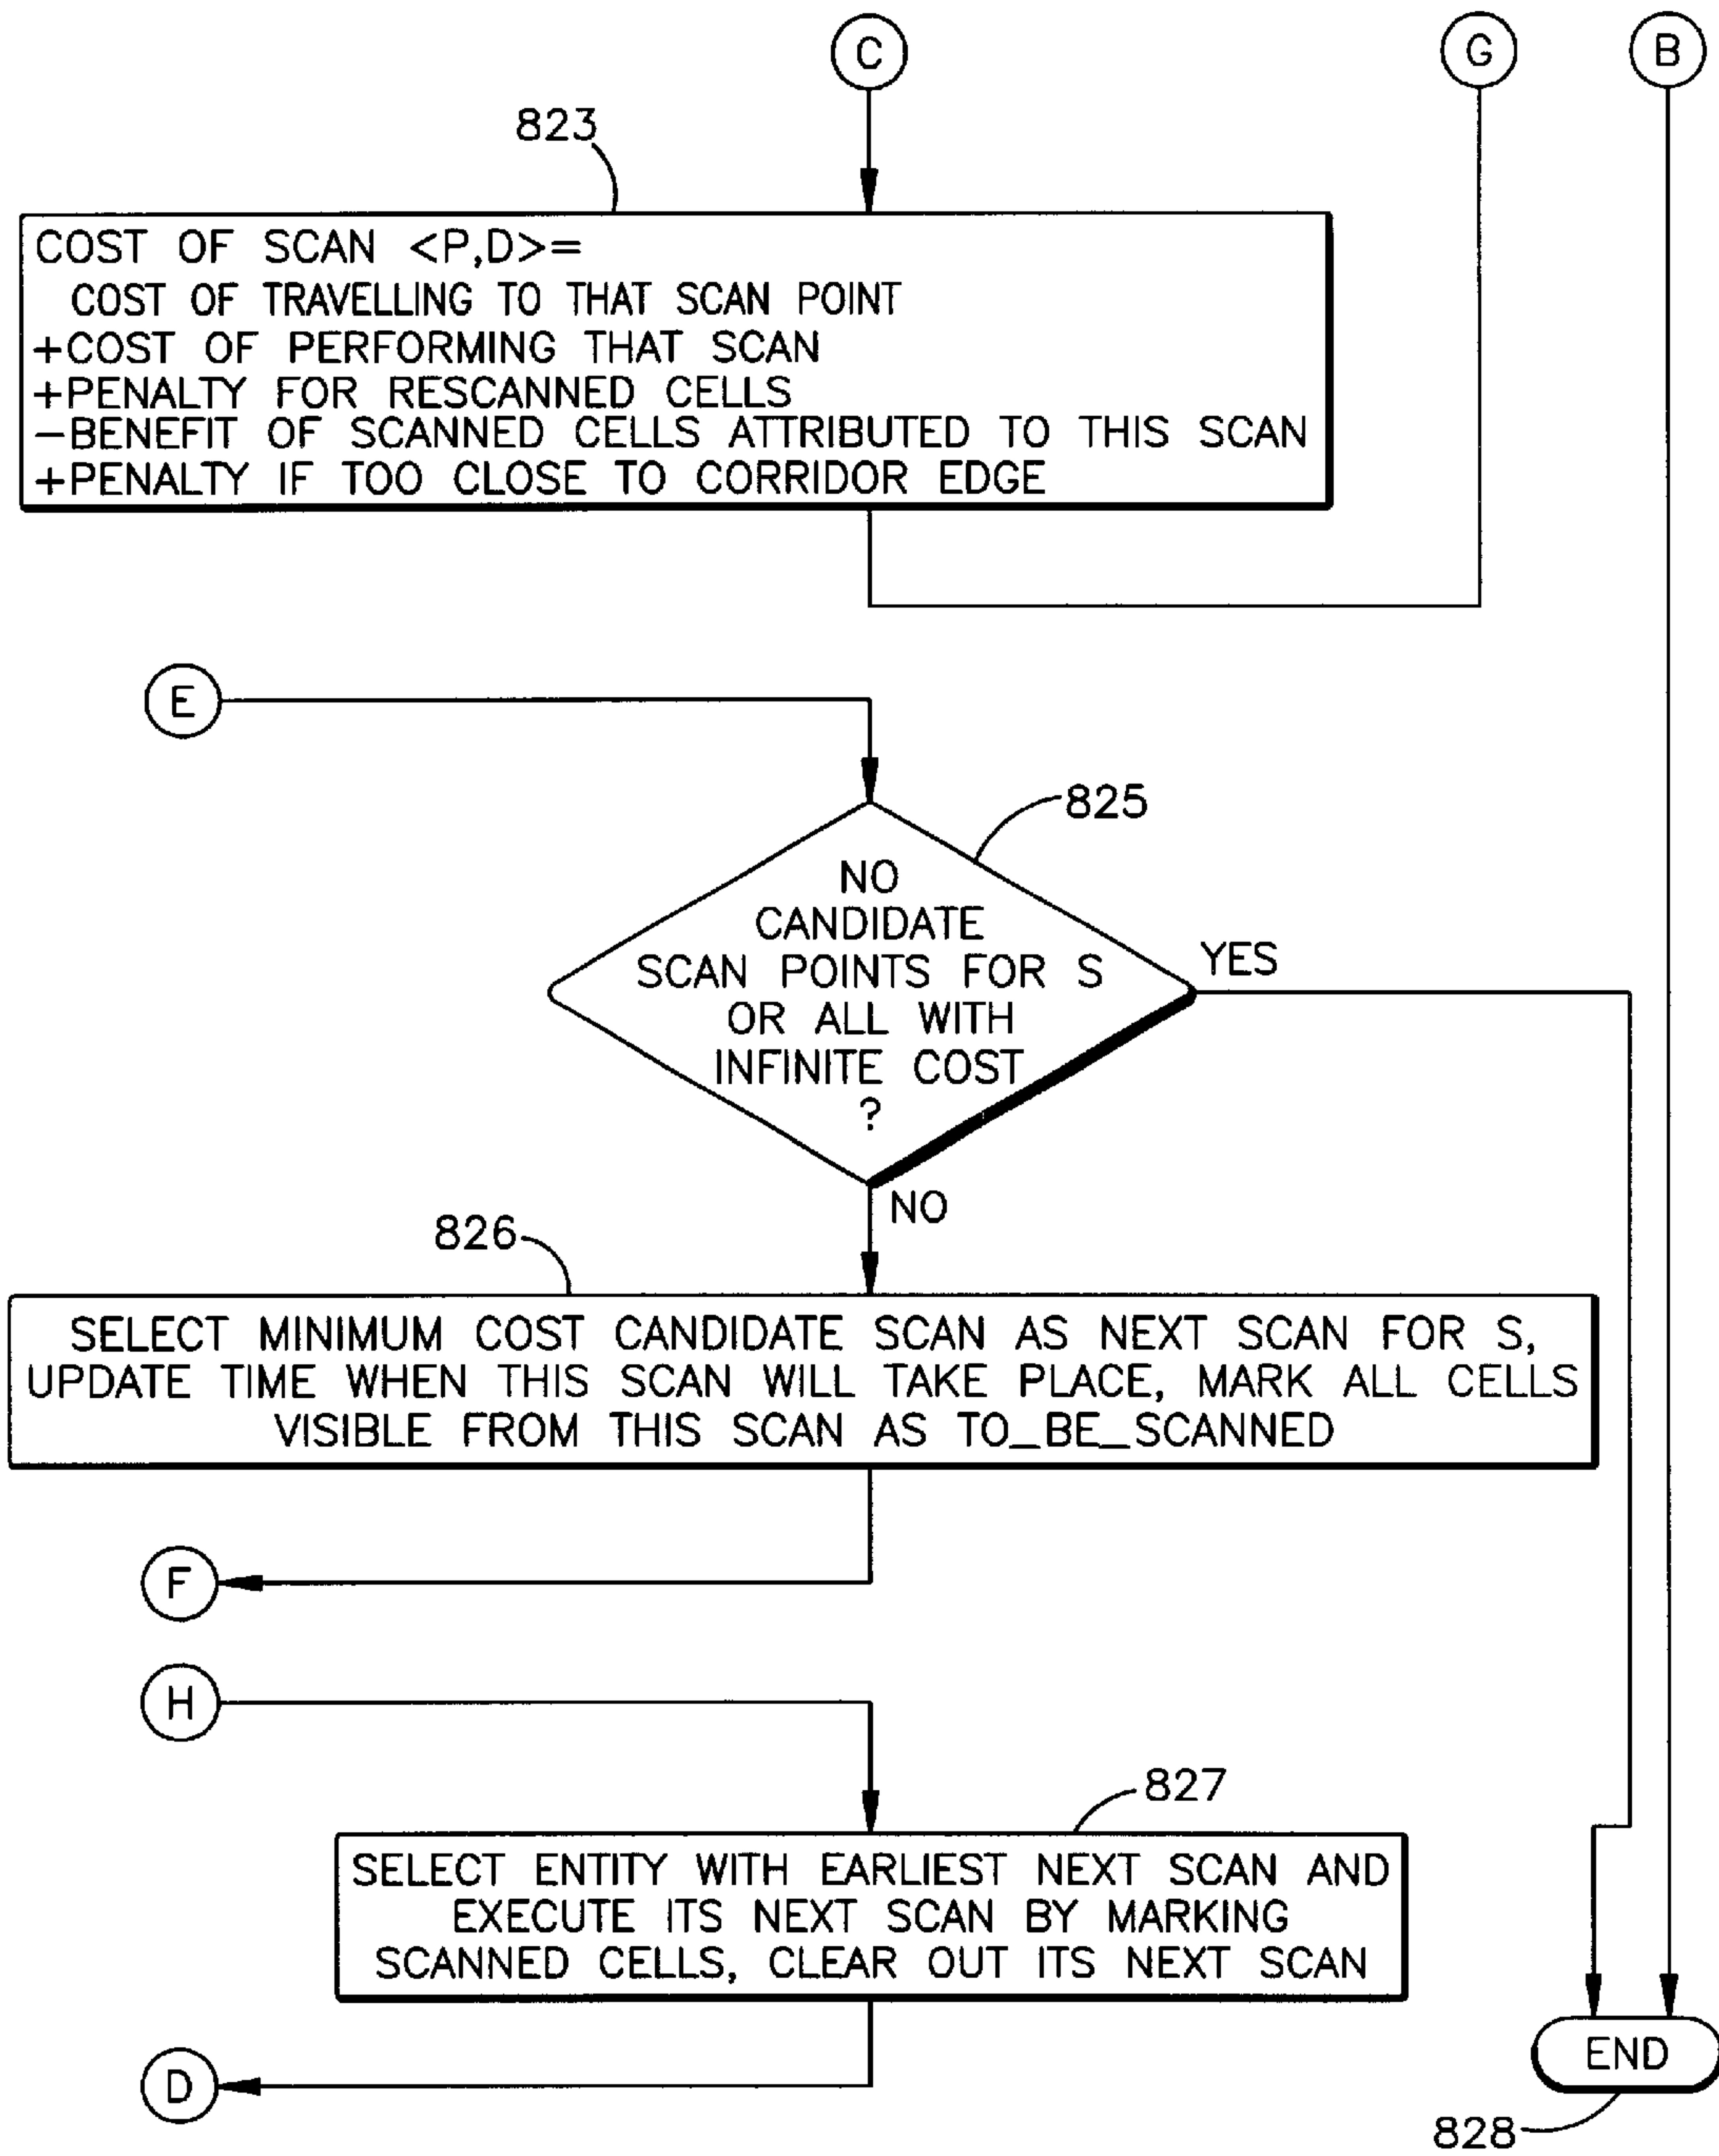 C
G
B
823
COST OF SCAN <P,D>=
COST OF TRAVELLING TO THAT SCAN POINT
+COST OF PERFORMING THAT SCAN
+PENALTY FOR RESCANNED CELLS
−BENEFIT OF SCANNED CELLS ATTRIBUTED TO THIS SCAN
+PENALTY IF TOO CLOSE TO CORRIDOR EDGE
E
825
NO
CANDIDATE
SCAN POINTS FOR S
OR ALL WITH
INFINITE COST
?
YES
NO
826
SELECT MINIMUM COST CANDIDATE SCAN AS NEXT SCAN FOR S,
UPDATE TIME WHEN THIS SCAN WILL TAKE PLACE, MARK ALL CELLS
VISIBLE FROM THIS SCAN AS TO_BE_SCANNED
F
H
827
SELECT ENTITY WITH EARLIEST NEXT SCAN AND
EXECUTE ITS NEXT SCAN BY MARKING
SCANNED CELLS, CLEAR OUT ITS NEXT SCAN
D
END
828